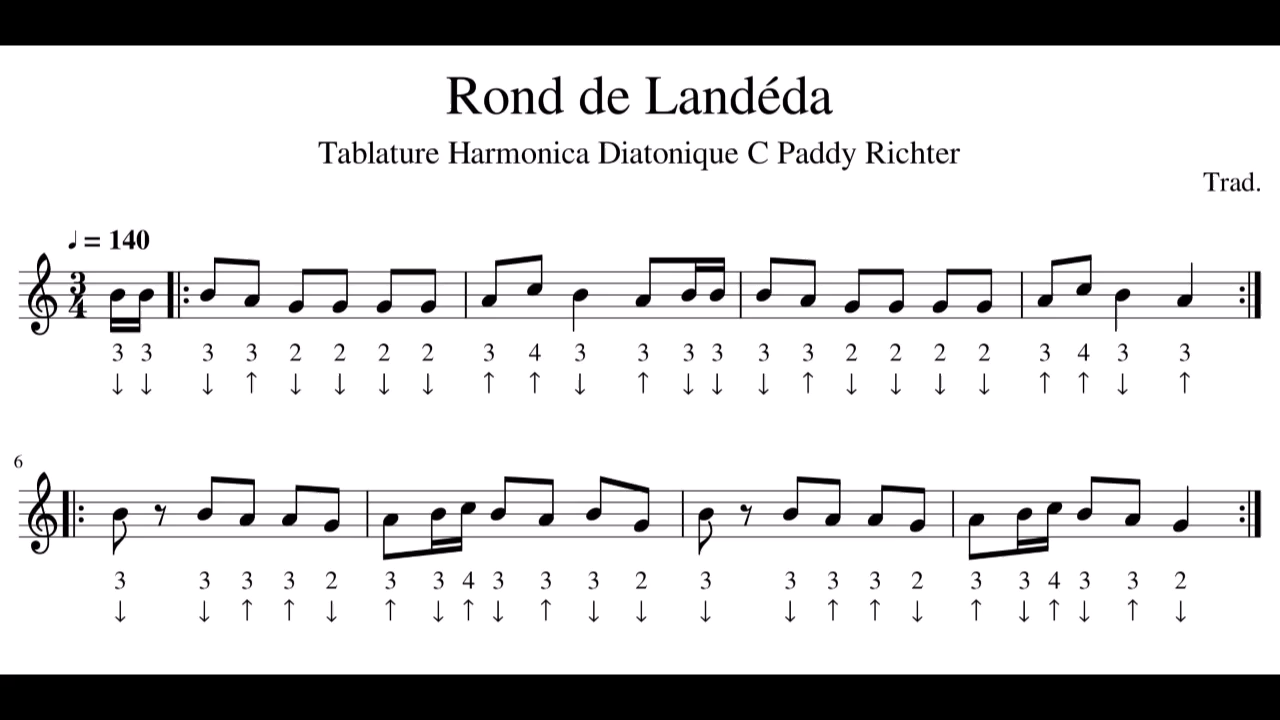 Rond de Landéda
Tablature Harmonica Diatonique C Paddy Richter
Trad.
♩ = 140
3
4
3 3 3 3 2 2 2 2 3 4 3 3 3 3 3 3 2 2 2 2 3 4 3 3
↓ ↓ ↓ ↑ ↓ ↓ ↓ ↓ ↑ ↑ ↓ ↑ ↓ ↓ ↓ ↑ ↓ ↓ ↓ ↓ ↑ ↑ ↓ ↑
6
3 3 3 3 2 3 3 4 3 3 3 2 3 3 3 3 2 3 3 4 3 3 2
↓ ↓ ↑ ↑ ↓ ↑ ↓ ↑ ↓ ↑ ↓ ↓ ↓ ↓ ↑ ↑ ↓ ↑ ↓ ↑ ↓ ↑ ↓